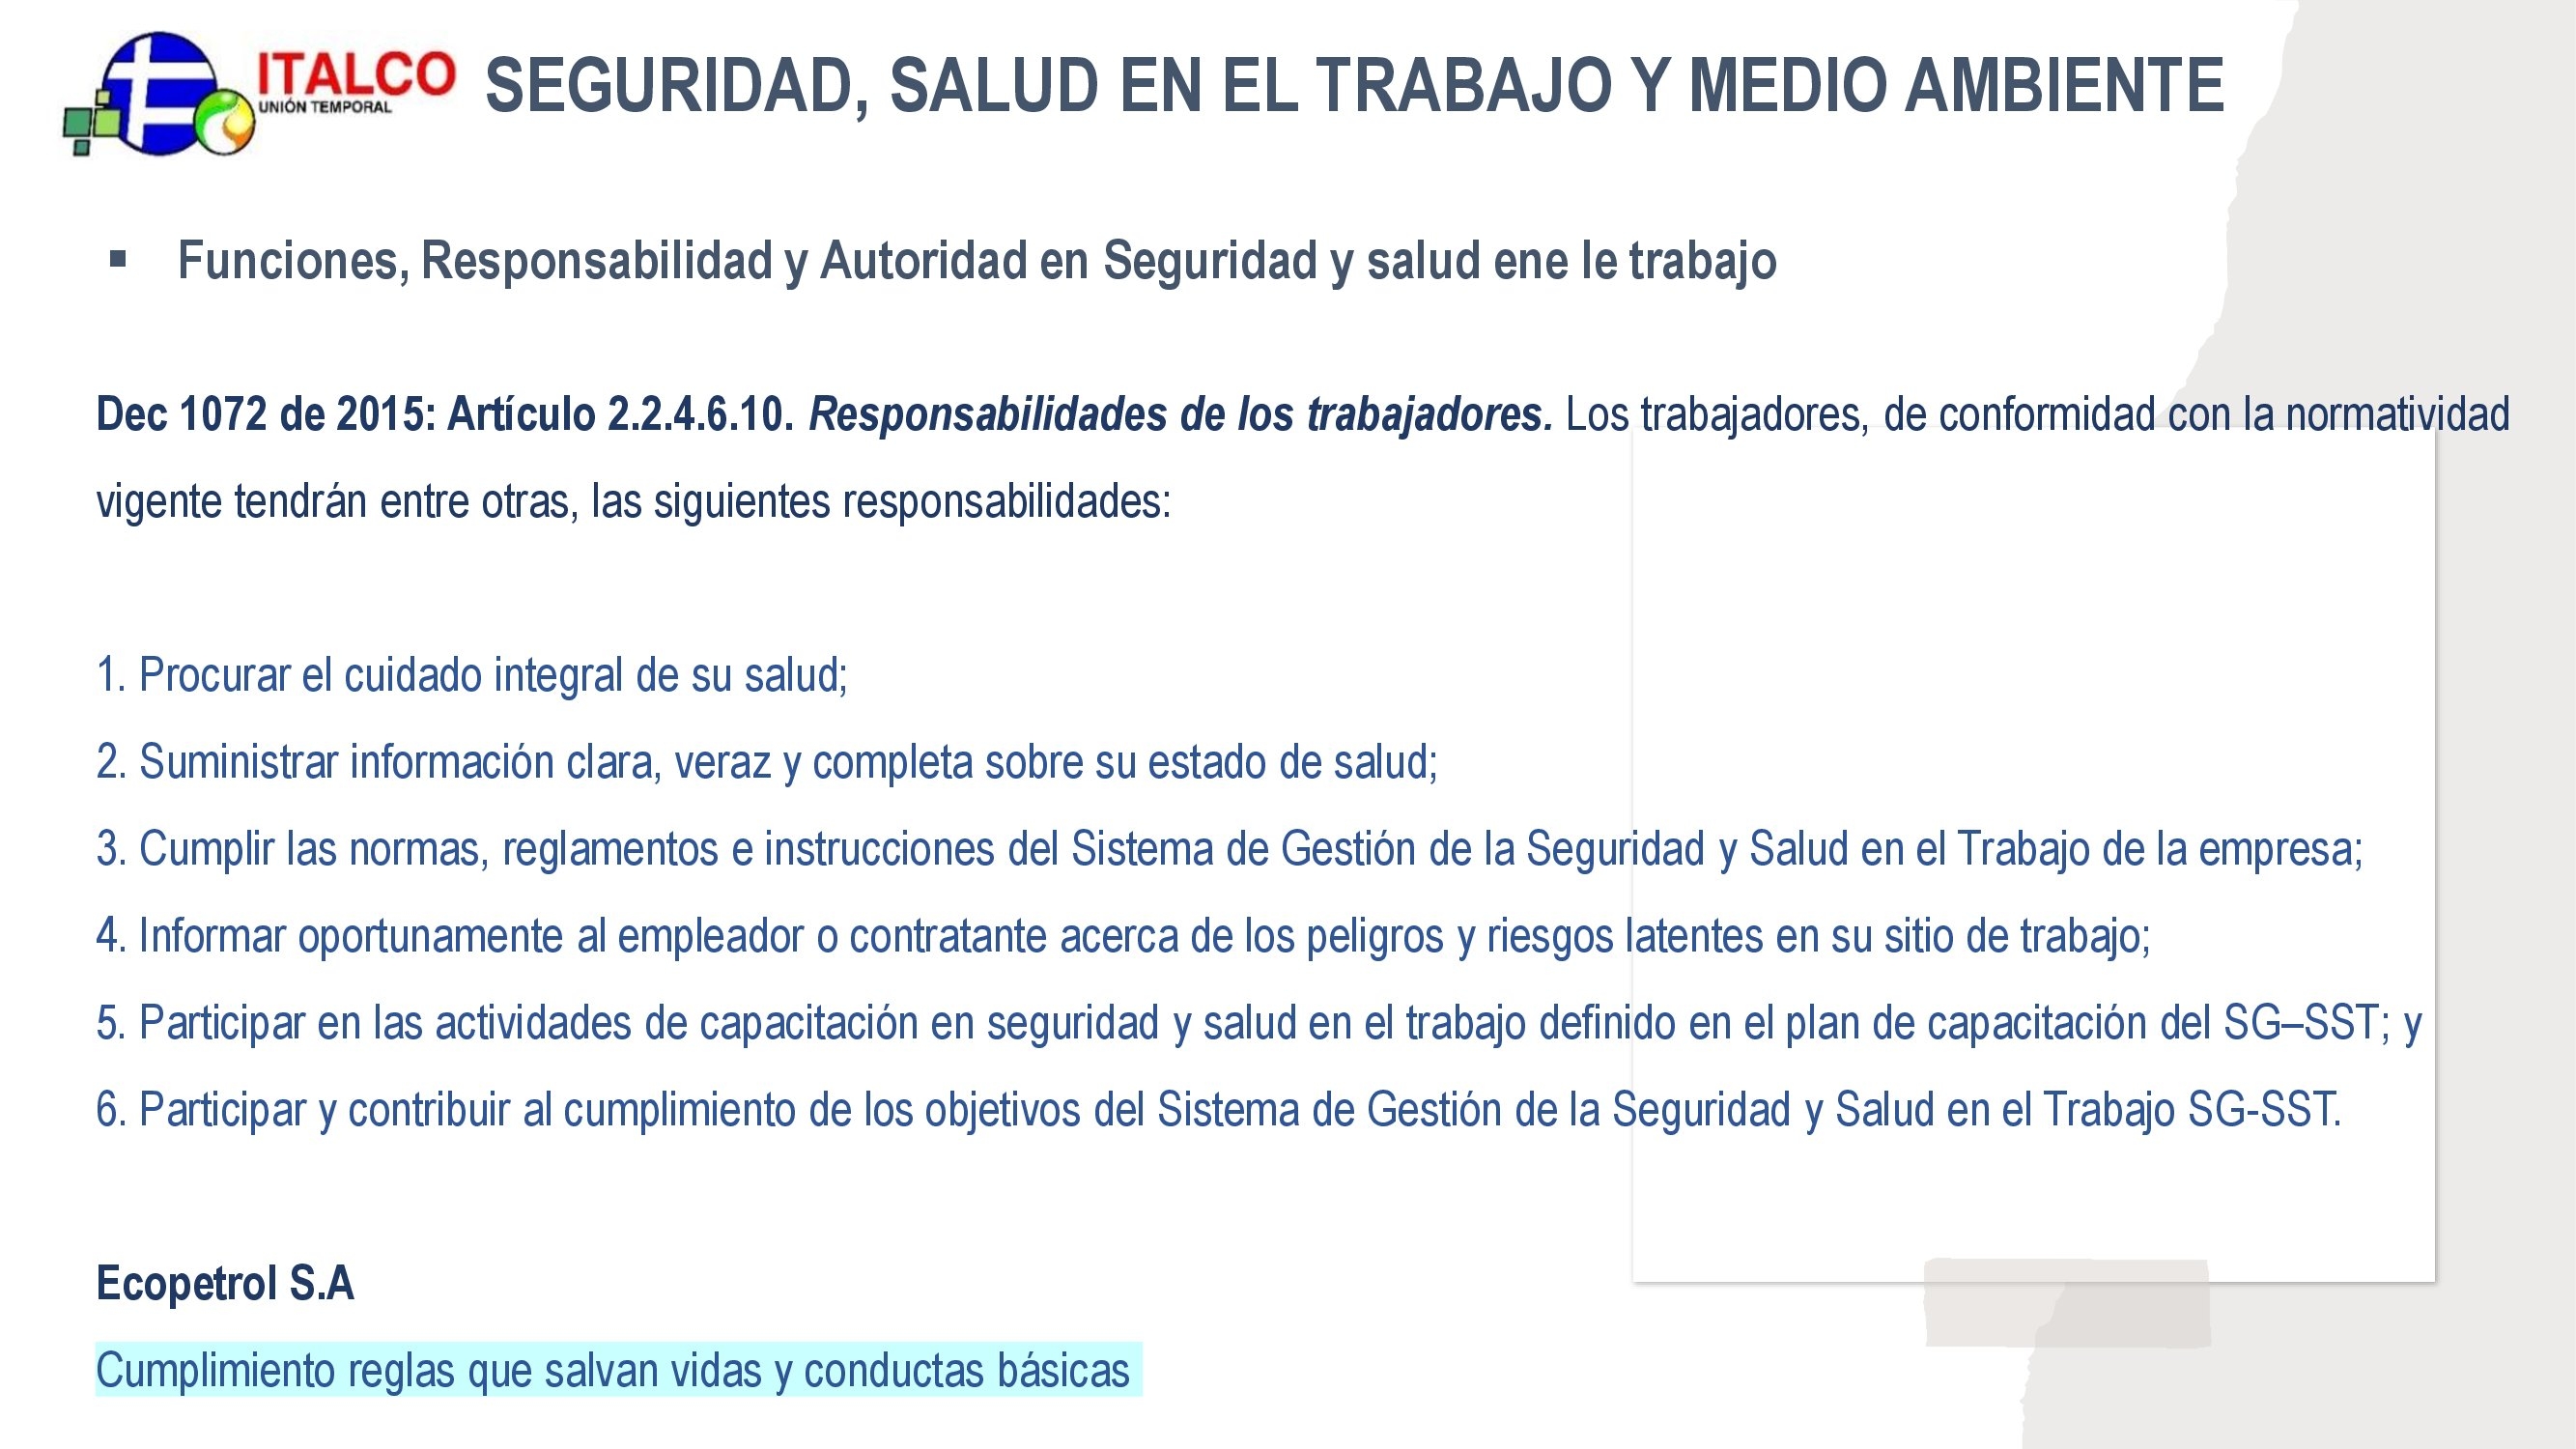 ITALCO
UNIÓN TEMPORAL
SEGURIDAD, SALUD EN EL TRABAJO Y MEDIO AMBIENTE
▪ Funciones, Responsabilidad y Autoridad en Seguridad y salud ene le trabajo
Dec 1072 de 2015: Artículo 2.2.4.6.10. Responsabilidades de los trabajadores. Los trabajadores, de conformidad con la normatividad
vigente tendrán entre otras, las siguientes responsabilidades:
1. Procurar el cuidado integral de su salud;
2. Suministrar información clara, veraz y completa sobre su estado de salud;
3. Cumplir las normas, reglamentos e instrucciones del Sistema de Gestión de la Seguridad y Salud en el Trabajo de la empresa;
4. Informar oportunamente al empleador o contratante acerca de los peligros y riesgos latentes en su sitio de trabajo;
5. Participar en las actividades de capacitación en seguridad y salud en el trabajo definido en el plan de capacitación del SG–SST; y
6. Participar y contribuir al cumplimiento de los objetivos del Sistema de Gestión de la Seguridad y Salud en el Trabajo SG-SST.
Ecopetrol S.A
Cumplimiento reglas que salvan vidas y conductas básicas